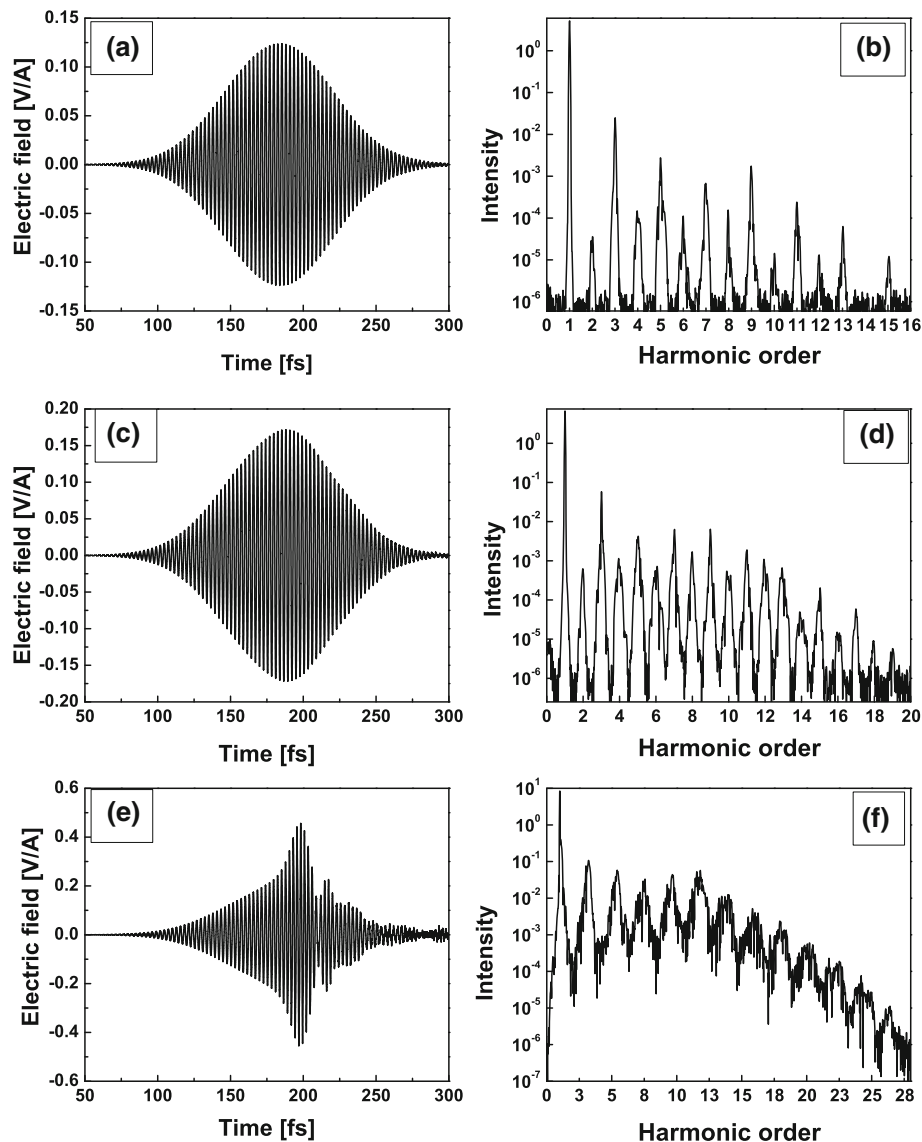 (a)
Electric field [V/A]
0.15
0.10
0.05
0.00
-0.05
-0.10
-0.15
50 100 150 200 250 300
Time [fs]
(b)
Intensity
10^0
10^-1
10^-2
10^-3
10^-4
10^-5
10^-6
0 1 2 3 4 5 6 7 8 9 10 11 12 13 14 15 16
Harmonic order
(c)
Electric field [V/A]
0.20
0.15
0.10
0.05
0.00
-0.05
-0.10
-0.15
-0.20
50 100 150 200 250 300
Time [fs]
(d)
Intensity
10^0
10^-1
10^-2
10^-3
10^-4
10^-5
10^-6
0 2 4 6 8 10 12 14 16 18 20
Harmonic order
(e)
Electric field [V/A]
0.6
0.4
0.2
0.0
-0.2
-0.4
-0.6
50 100 150 200 250 300
Time [fs]
(f)
Intensity
10^1
10^0
10^-1
10^-2
10^-3
10^-4
10^-5
10^-6
10^-7
0 3 5 8 10 13 15 18 20 23 25 28
Harmonic order